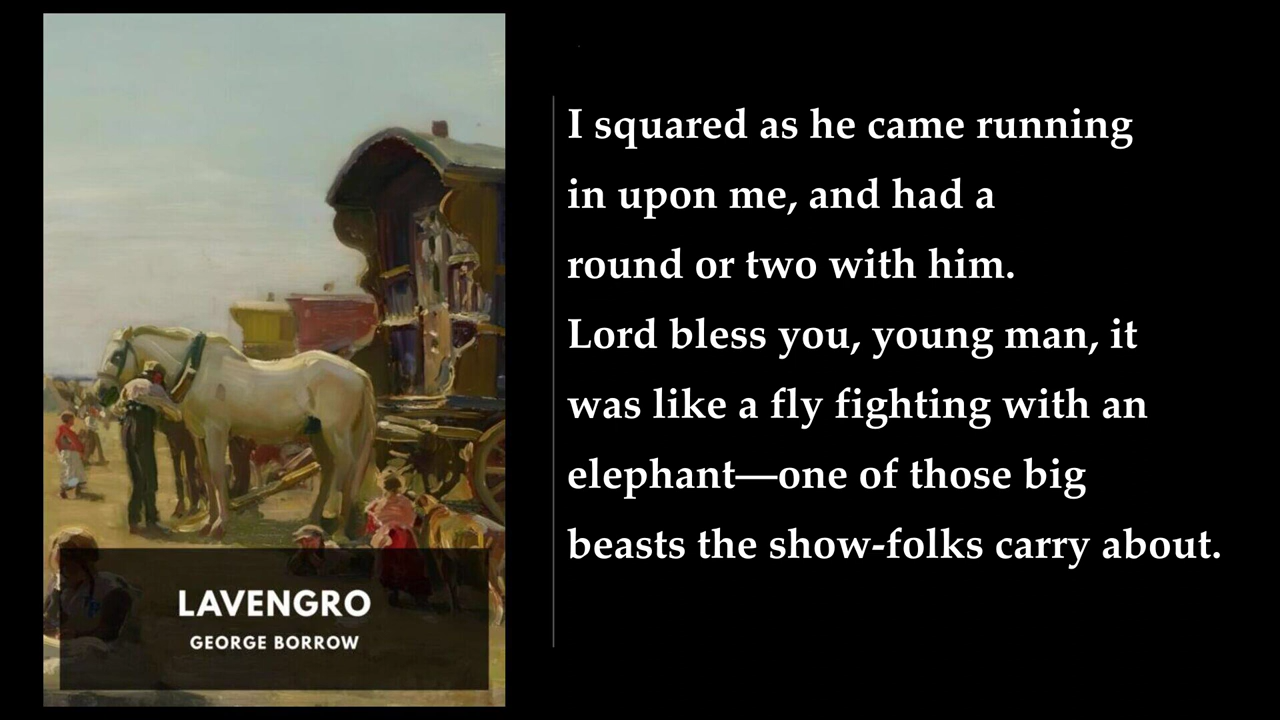 LAVENGRO
GEORGE BORROW
I squared as he came running
in upon me, and had a
round or two with him.
Lord bless you, young man, it
was like a fly fighting with an
elephant—one of those big
beasts the show-folks carry about.